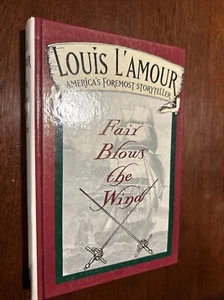 LOUIS L'AMOUR
AMERICA'S FOREMOST STORYTELLER
Fair
Blows
the
Wind